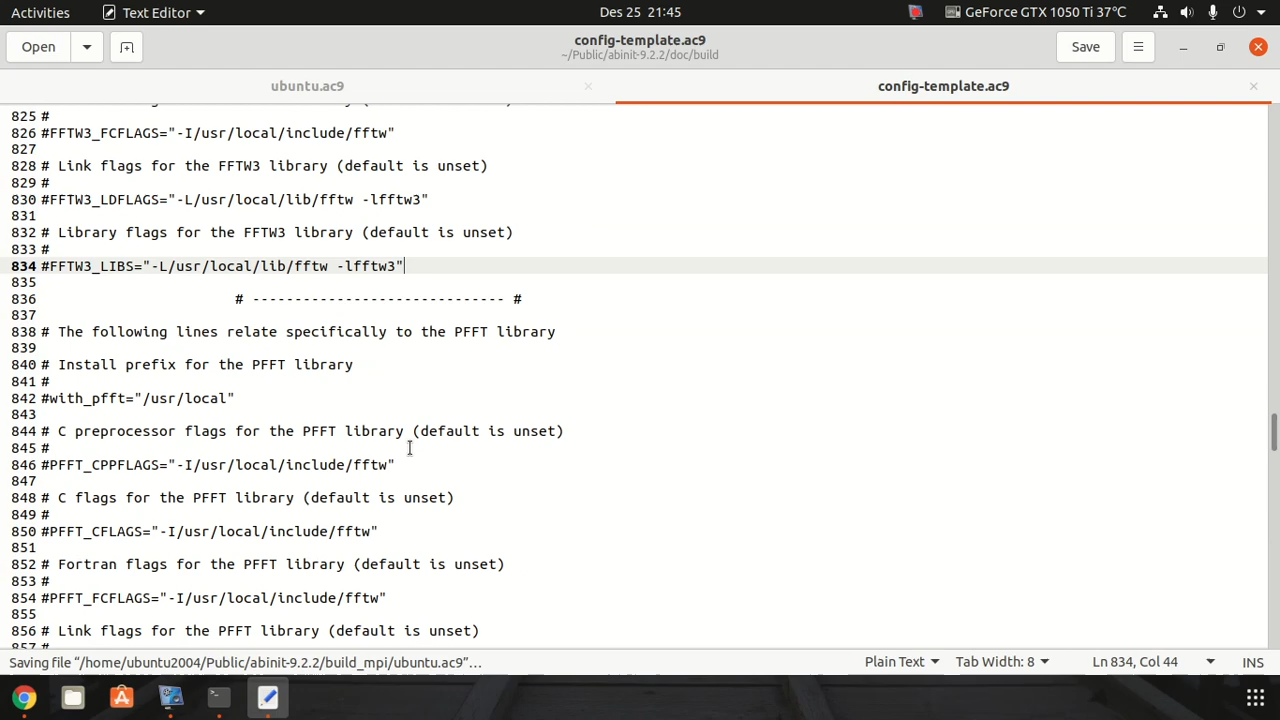 Activities Text Editor Des 25 21:45 GeForce GTX 1050 Ti 37°C
Open config-template.ac9 Save
~/Public/abinit-9.2.2/doc/build
ubuntu.ac9 config-template.ac9
825 #
826 #FFTW3_FCFLAGS="-I/usr/local/include/fftw"
827
828 # Link flags for the FFTW3 library (default is unset)
829 #
830 #FFTW3_LDFLAGS="-L/usr/local/lib/fftw -lfftw3"
831
832 # Library flags for the FFTW3 library (default is unset)
833 #
834 #FFTW3_LIBS="-L/usr/local/lib/fftw -lfftw3"
835
836 # ------------------------------ #
837
838 # The following lines relate specifically to the PFFT library
839
840 # Install prefix for the PFFT library
841 #
842 #with_pfft="/usr/local"
843
844 # C preprocessor flags for the PFFT library (default is unset)
845 #
846 #PFFT_CPPFLAGS="-I/usr/local/include/fftw"
847
848 # C flags for the PFFT library (default is unset)
849 #
850 #PFFT_CFLAGS="-I/usr/local/include/fftw"
851
852 # Fortran flags for the PFFT library (default is unset)
853 #
854 #PFFT_FCFLAGS="-I/usr/local/include/fftw"
855
856 # Link flags for the PFFT library (default is unset)
857 #
Saving file “/home/ubuntu2004/Public/abinit-9.2.2/build_mpi/ubuntu.ac9”… Plain Text Tab Width: 8 Ln 834, Col 44 INS